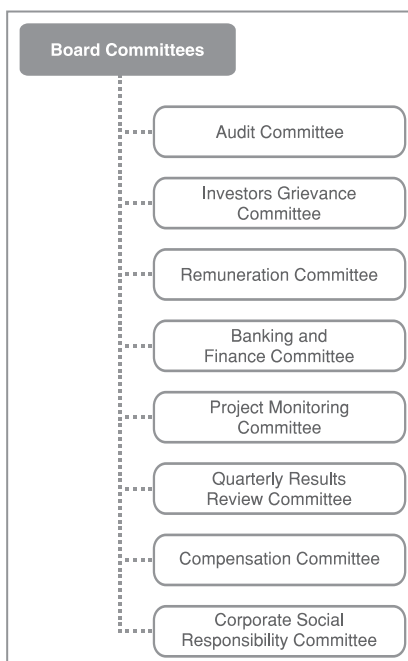 Board Committees
Audit Committee
Investors Grievance
Committee
Remuneration Committee
Banking and
Finance Committee
Project Monitoring
Committee
Quarterly Results
Review Committee
Compensation Committee
Corporate Social
Responsibility Committee